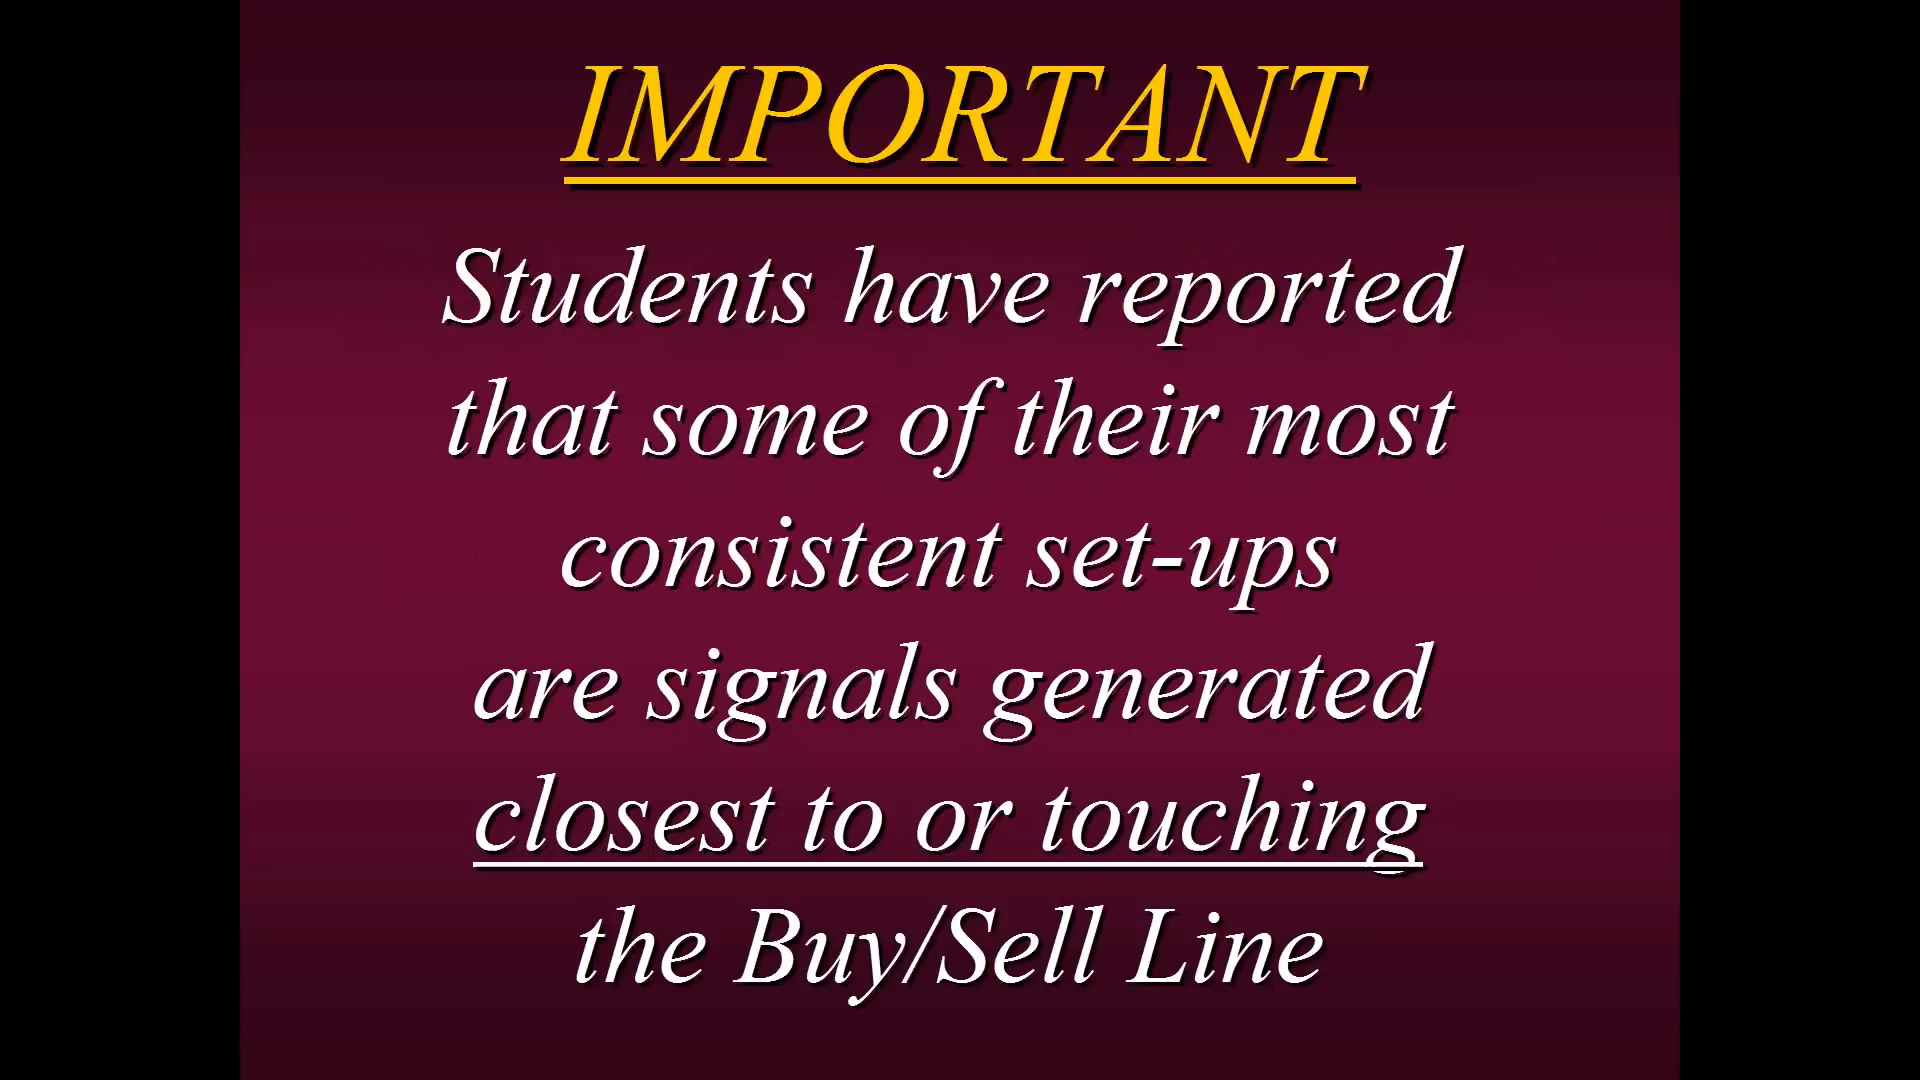 IMPORTANT
Students have reported
that some of their most
consistent set-ups
are signals generated
closest to or touching
the Buy/Sell Line